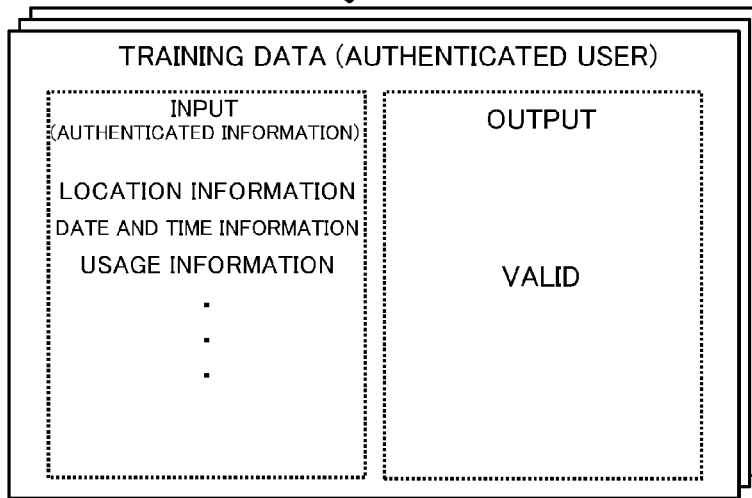 TRAINING DATA (AUTHENTICATED USER)
INPUT
(AUTHENTICATED INFORMATION)
LOCATION INFORMATION
DATE AND TIME INFORMATION
USAGE INFORMATION
.
.
.
OUTPUT
VALID